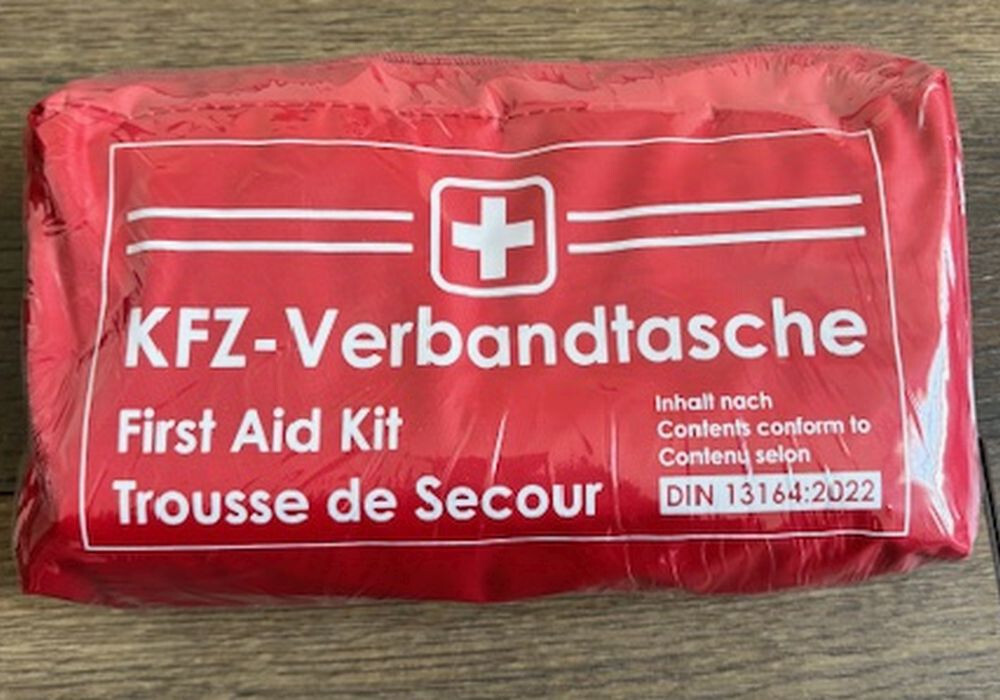 KFZ-Verbandtasche
First Aid Kit
Trousse de Secour
Inhalt nach
Contents conform to
Contenu selon
DIN 13164:2022